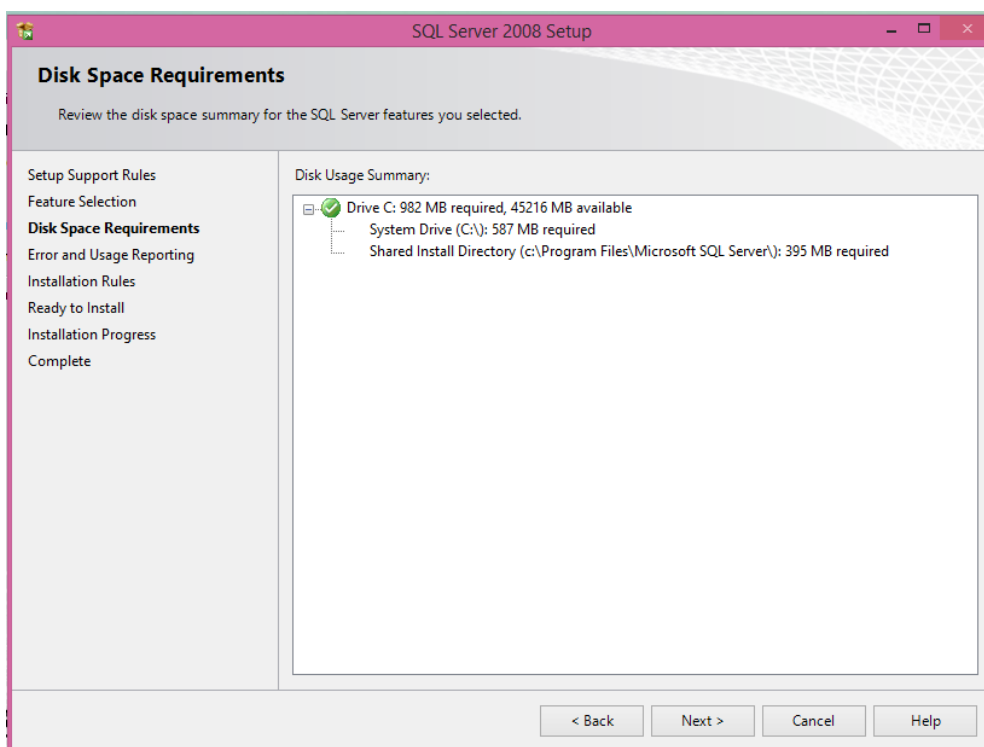 SQL Server 2008 Setup
Disk Space Requirements
Review the disk space summary for the SQL Server features you selected.
Setup Support Rules
Feature Selection
Disk Space Requirements
Error and Usage Reporting
Installation Rules
Ready to Install
Installation Progress
Complete
Disk Usage Summary:
Drive C: 982 MB required, 45216 MB available
System Drive (C:\): 587 MB required
Shared Install Directory (c:\Program Files\Microsoft SQL Server\): 395 MB required
< Back
Next >
Cancel
Help